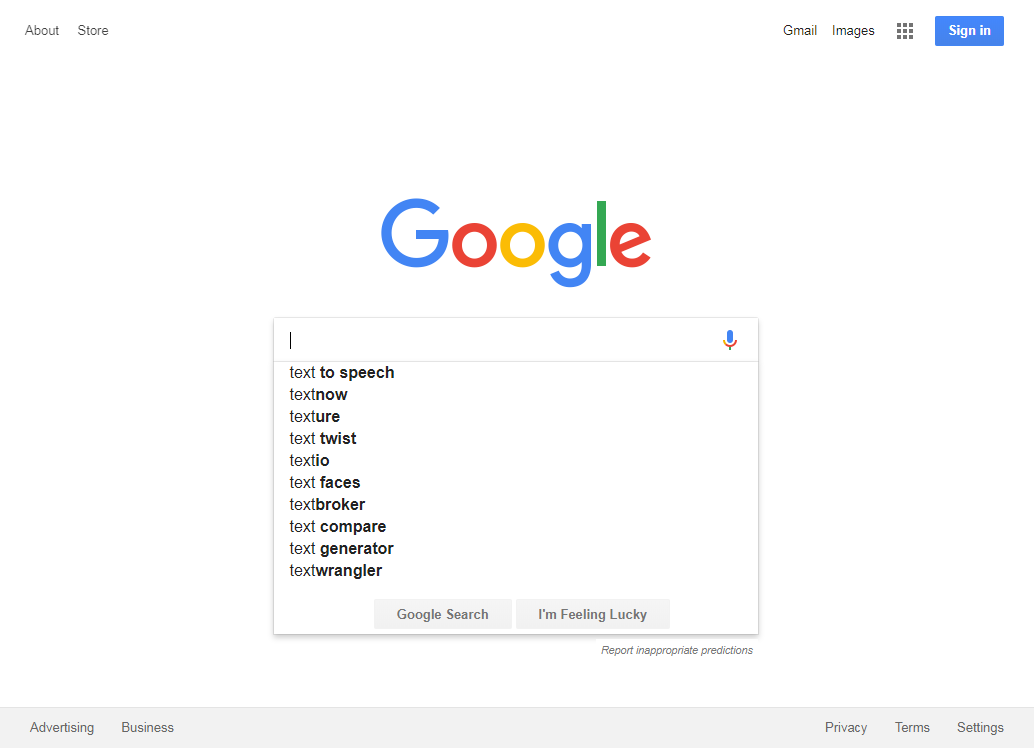 About Store Gmail Images Sign in
Google
text to speech
textnow
texture
text twist
textio
text faces
textbroker
text compare
text generator
textwrangler
Google Search I'm Feeling Lucky
Report inappropriate predictions
Advertising Business Privacy Terms Settings